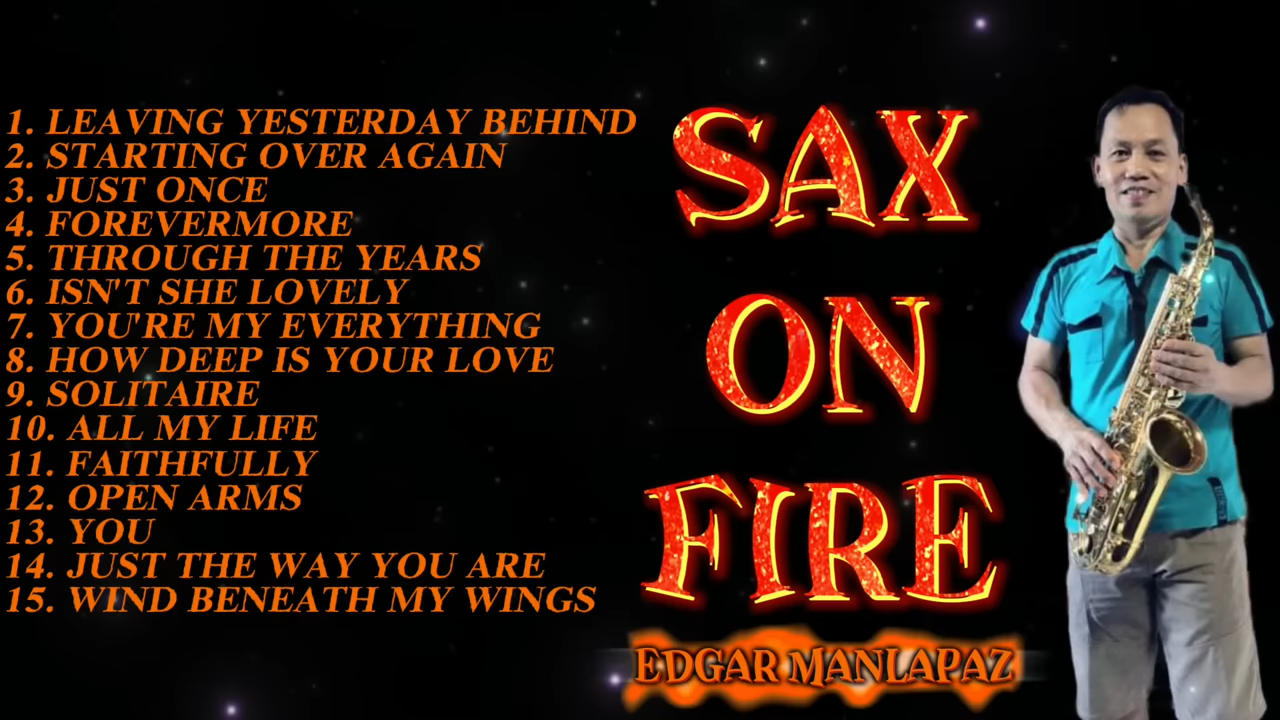 1. LEAVING YESTERDAY BEHIND
2. STARTING OVER AGAIN
3. JUST ONCE
4. FOREVERMORE
5. THROUGH THE YEARS
6. ISN'T SHE LOVELY
7. YOU'RE MY EVERYTHING
8. HOW DEEP IS YOUR LOVE
9. SOLITAIRE
10. ALL MY LIFE
11. FAITHFULLY
12. OPEN ARMS
13. YOU
14. JUST THE WAY YOU ARE
15. WIND BENEATH MY WINGS
SAX
ON
FIRE
EDGAR MANLAPAZ